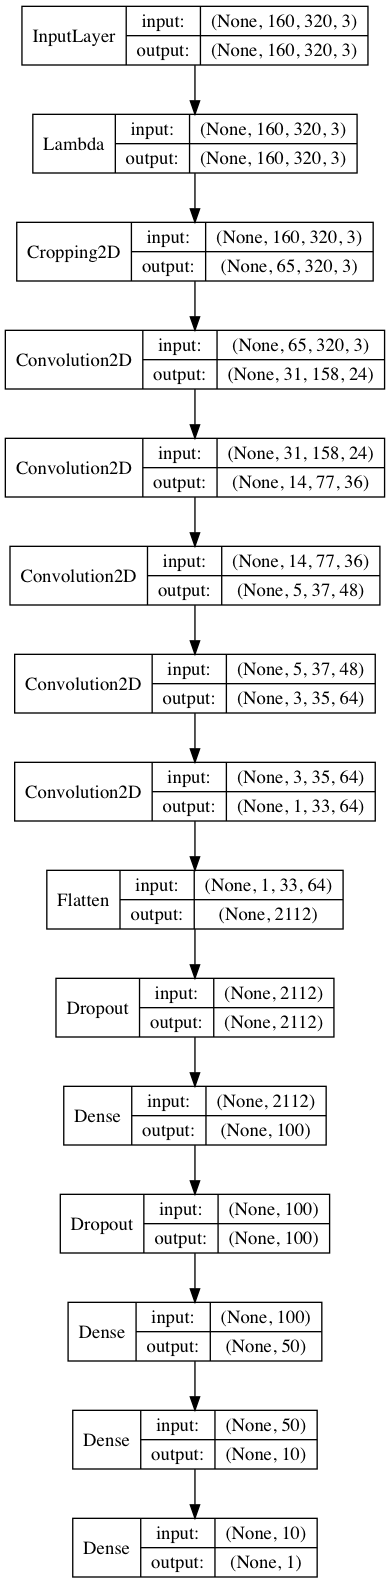 InputLayer
input: (None, 160, 320, 3)
output: (None, 160, 320, 3)
Lambda
input: (None, 160, 320, 3)
output: (None, 160, 320, 3)
Cropping2D
input: (None, 160, 320, 3)
output: (None, 65, 320, 3)
Convolution2D
input: (None, 65, 320, 3)
output: (None, 31, 158, 24)
Convolution2D
input: (None, 31, 158, 24)
output: (None, 14, 77, 36)
Convolution2D
input: (None, 14, 77, 36)
output: (None, 5, 37, 48)
Convolution2D
input: (None, 5, 37, 48)
output: (None, 3, 35, 64)
Convolution2D
input: (None, 3, 35, 64)
output: (None, 1, 33, 64)
Flatten
input: (None, 1, 33, 64)
output: (None, 2112)
Dropout
input: (None, 2112)
output: (None, 2112)
Dense
input: (None, 2112)
output: (None, 100)
Dropout
input: (None, 100)
output: (None, 100)
Dense
input: (None, 100)
output: (None, 50)
Dense
input: (None, 50)
output: (None, 10)
Dense
input: (None, 10)
output: (None, 1)